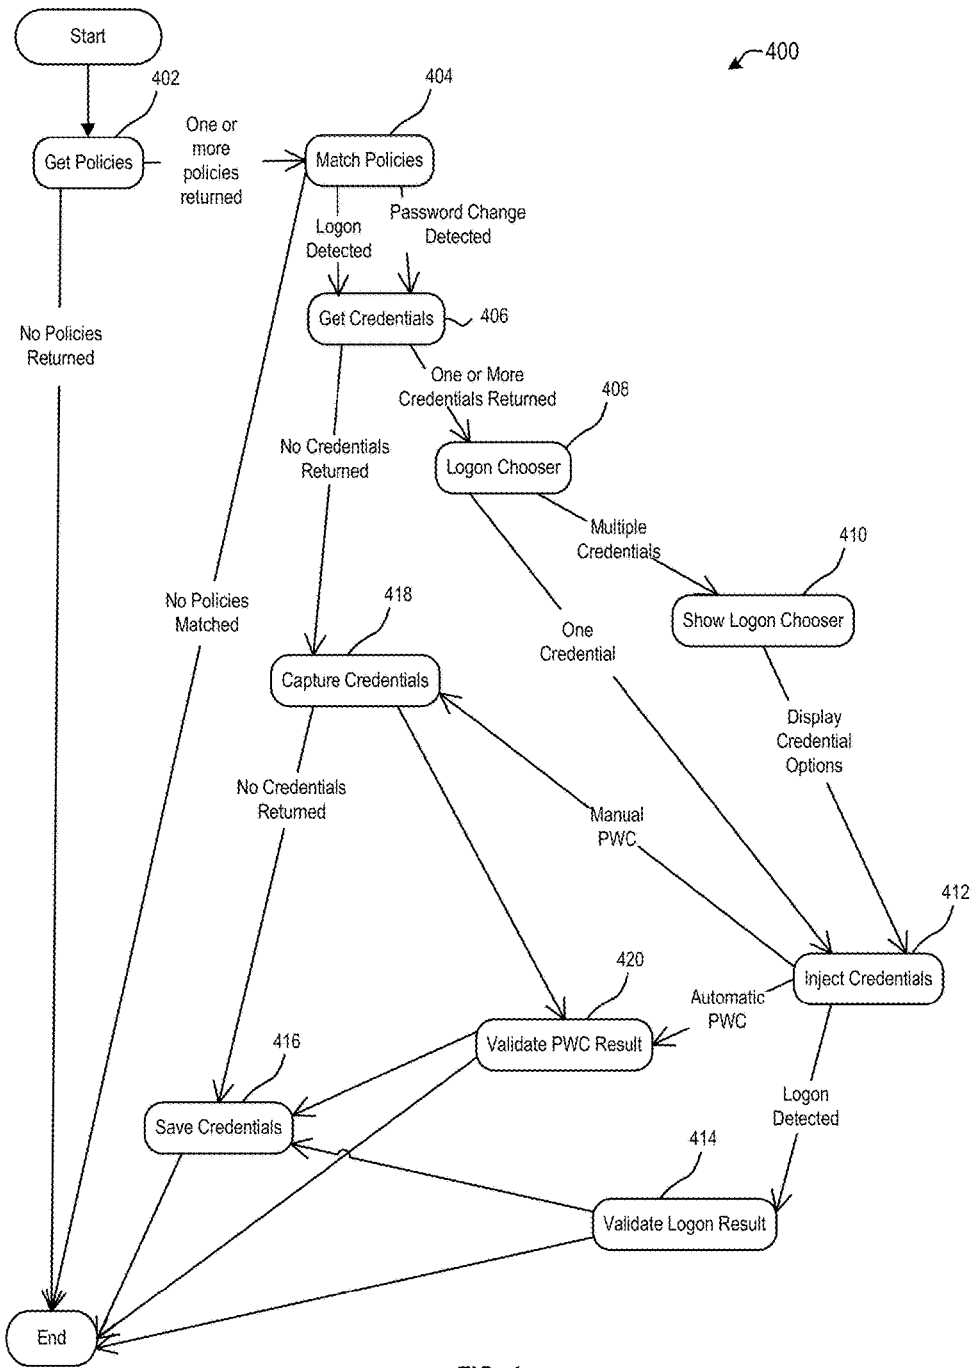 Start
400
402
404
One or
more
policies
returned
Get Policies
Match Policies
Logon
Detected
Password Change
Detected
Get Credentials
406
No Policies
Returned
One or More
Credentials Returned
408
No Credentials
Returned
Logon Chooser
Multiple
Credentials
410
No Policies
Matched
418
One
Credential
Show Logon Chooser
Capture Credentials
Display
Credential
Options
No Credentials
Returned
Manual
PWC
412
420
Inject Credentials
Automatic
PWC
416
Validate PWC Result
Logon
Detected
Save Credentials
414
Validate Logon Result
End